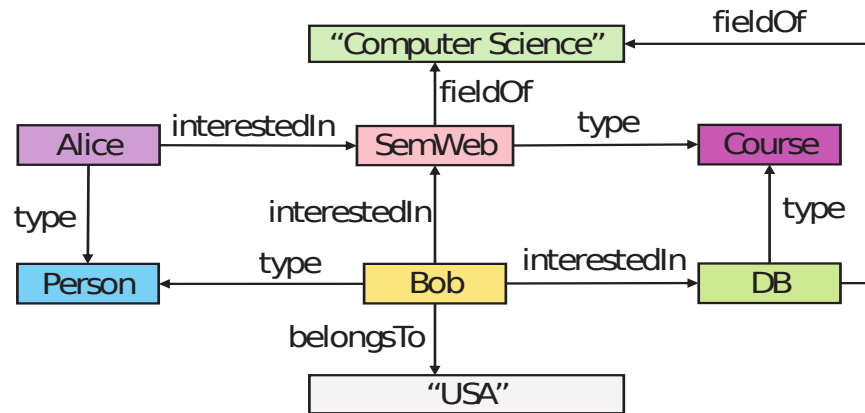 fieldOf
“Computer Science”
fieldOf
interestedIn
type
Alice
SemWeb
Course
type
interestedIn
type
type
interestedIn
Person
Bob
DB
belongsTo
“USA”